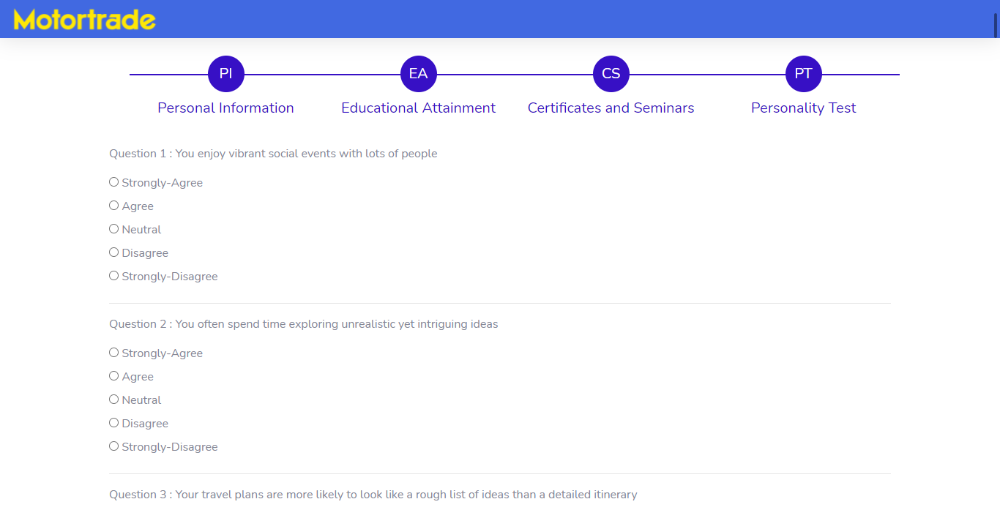 Motortrade
PI EA CS PT
Personal Information Educational Attainment Certificates and Seminars Personality Test
Question 1 : You enjoy vibrant social events with lots of people
Strongly-Agree
Agree
Neutral
Disagree
Strongly-Disagree
Question 2 : You often spend time exploring unrealistic yet intriguing ideas
Strongly-Agree
Agree
Neutral
Disagree
Strongly-Disagree
Question 3 : Your travel plans are more likely to look like a rough list of ideas than a detailed itinerary